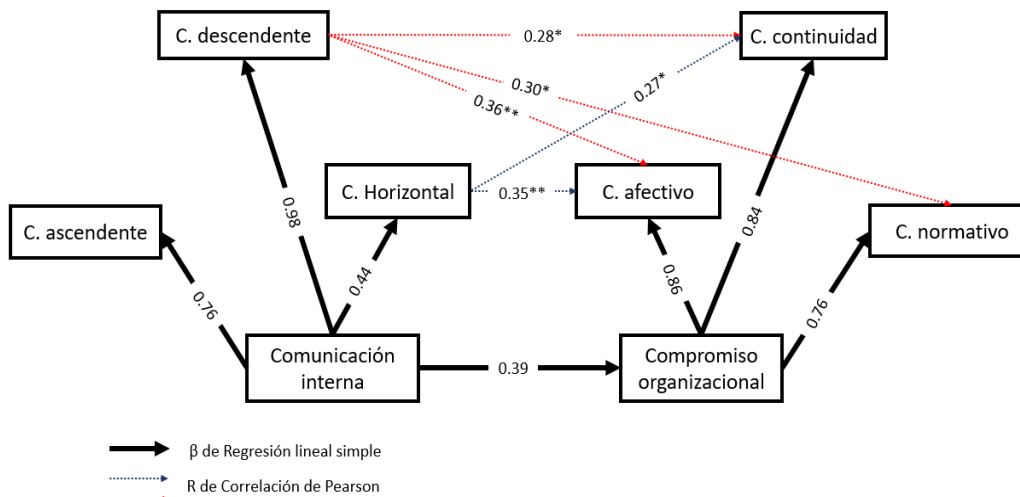 C. descendente
0.28*
C. continuidad
0.27*
0.30*
0.36**
C. Horizontal
0.35**
C. afectivo
C. ascendente
0.98
0.84
C. normativo
0.44
0.86
0.76
0.76
Comunicación
interna
0.39
Compromiso
organizacional
β de Regresión lineal simple
R de Correlación de Pearson